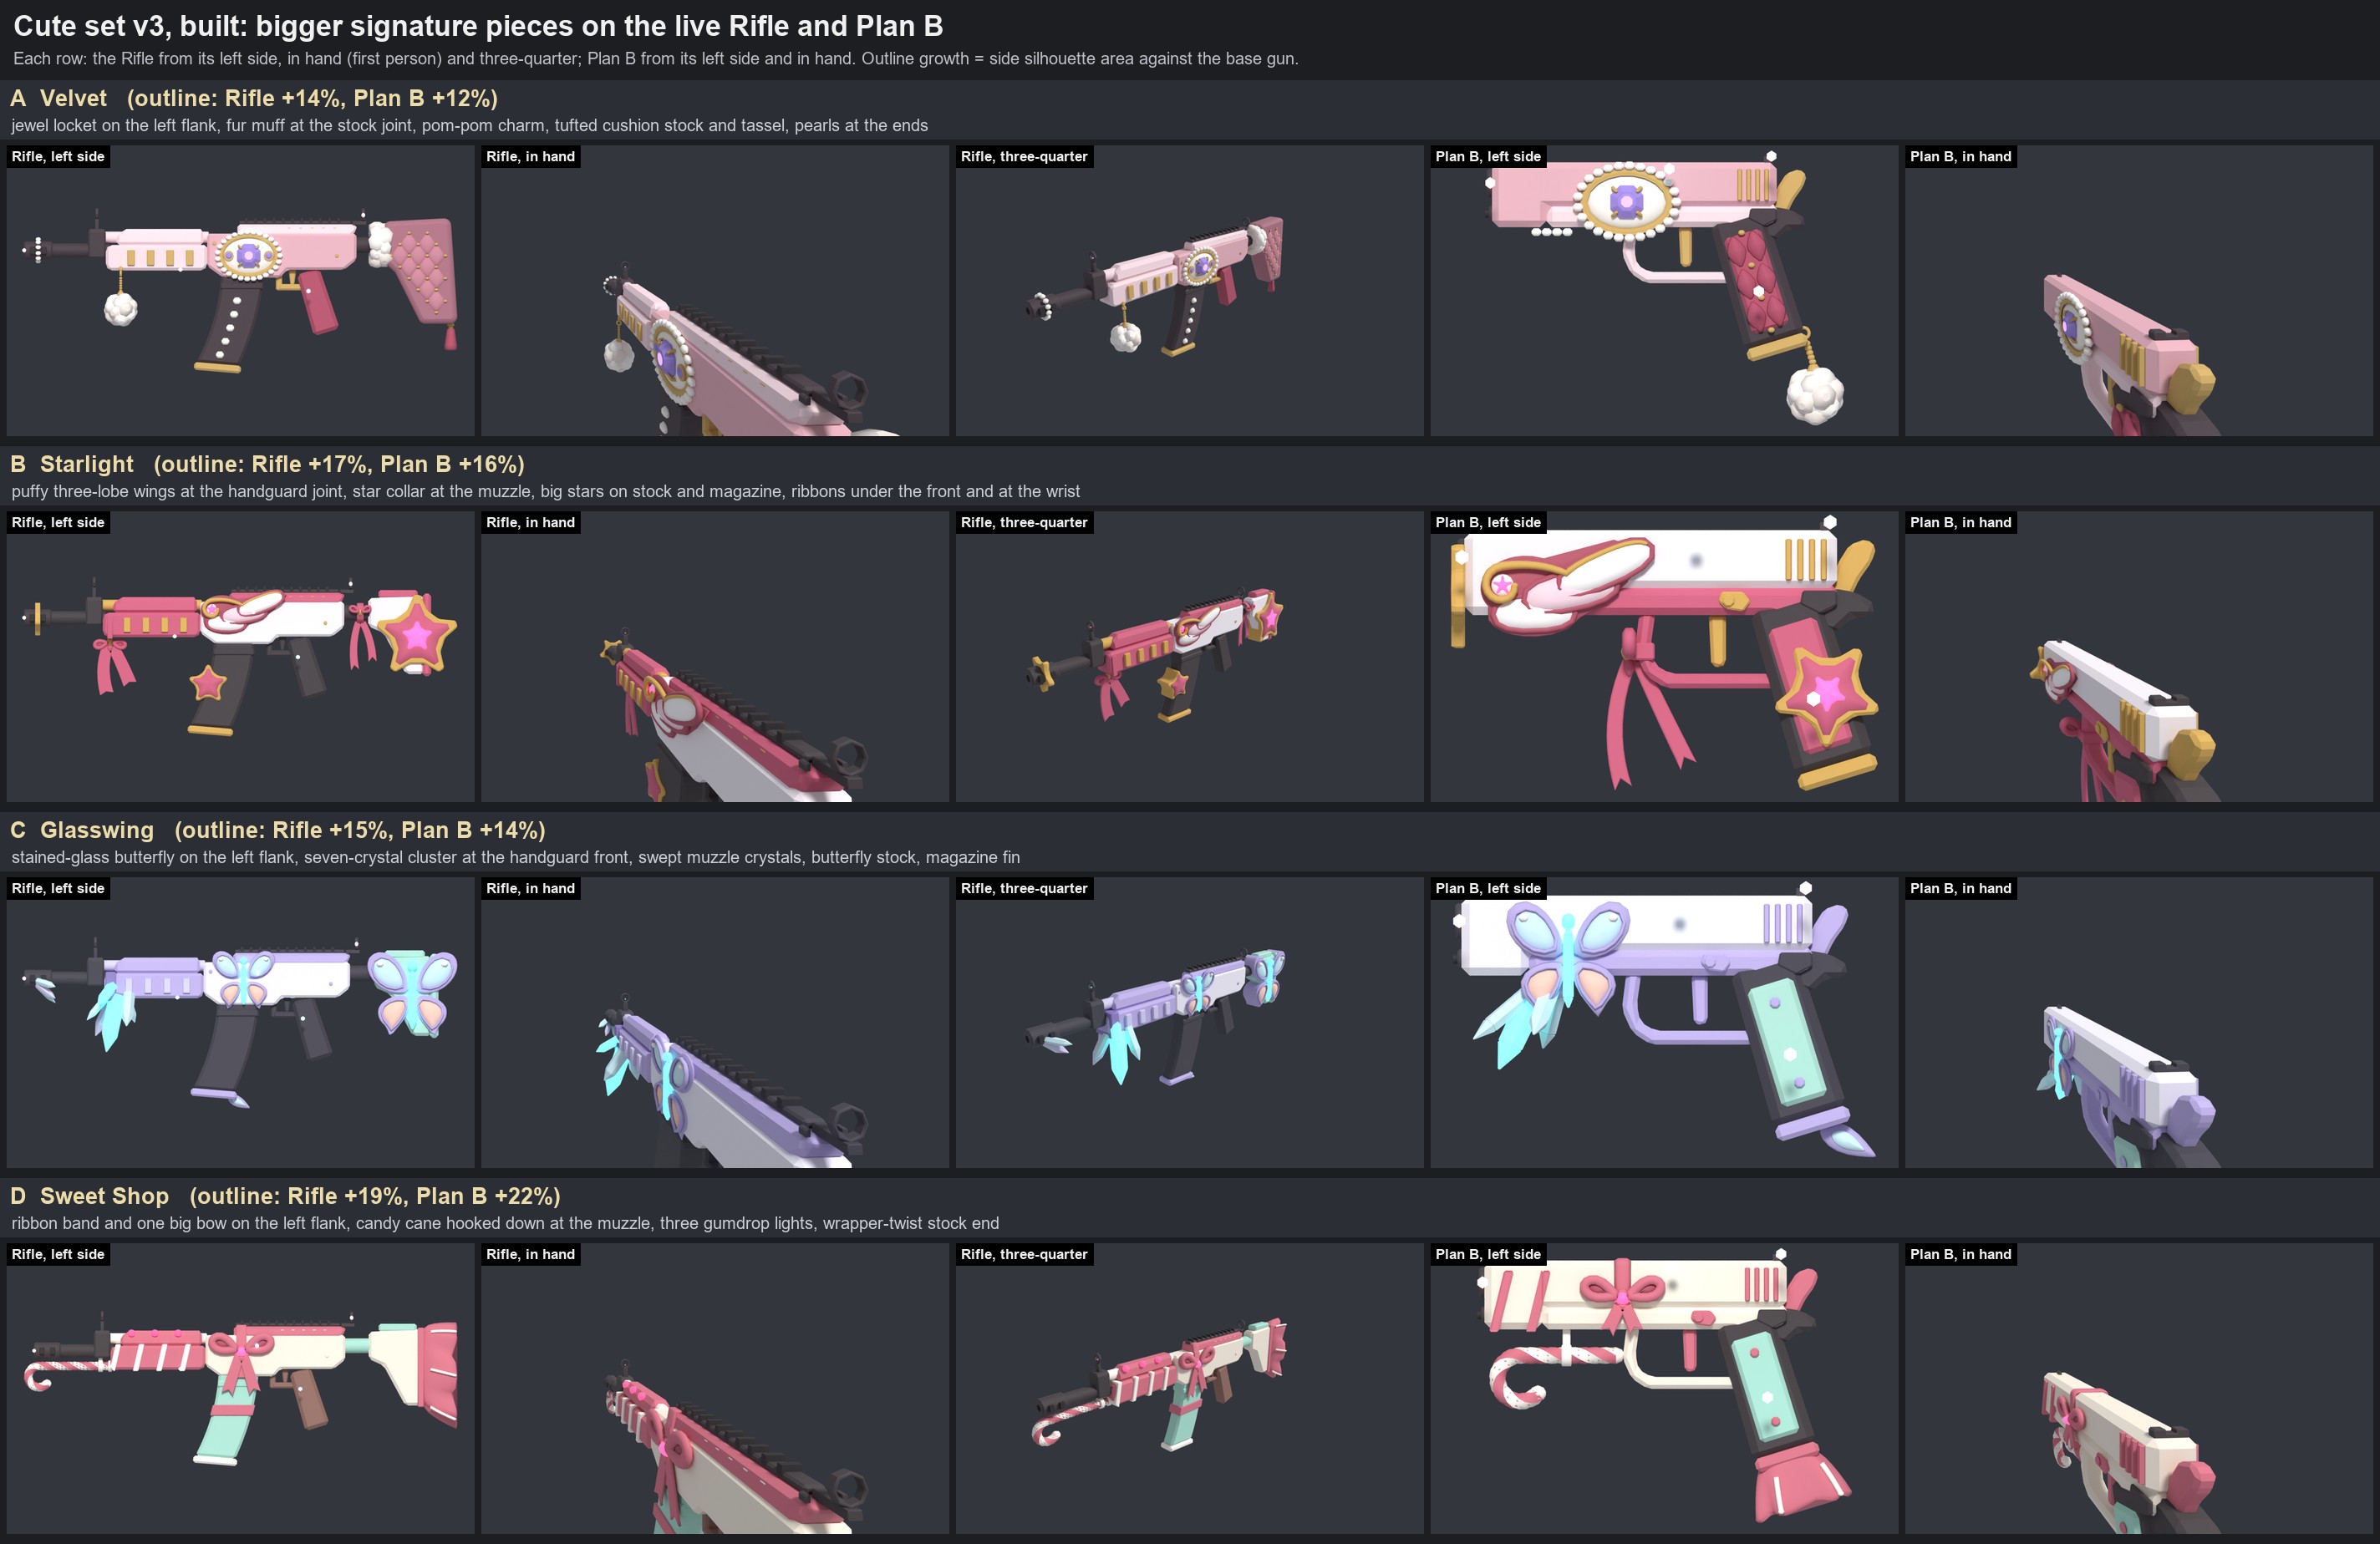 Cute set v3, built: bigger signature pieces on the live Rifle and Plan B
Each row: the Rifle from its left side, in hand (first person) and three-quarter; Plan B from its left side and in hand. Outline growth = side silhouette area against the base gun.
A Velvet (outline: Rifle +14%, Plan B +12%)
jewel locket on the left flank, fur muff at the stock joint, pom-pom charm, tufted cushion stock and tassel, pearls at the ends
Rifle, left side
Rifle, in hand
Rifle, three-quarter
Plan B, left side
Plan B, in hand
B Starlight (outline: Rifle +17%, Plan B +16%)
puffy three-lobe wings at the handguard joint, star collar at the muzzle, big stars on stock and magazine, ribbons under the front and at the wrist
Rifle, left side
Rifle, in hand
Rifle, three-quarter
Plan B, left side
Plan B, in hand
C Glasswing (outline: Rifle +15%, Plan B +14%)
stained-glass butterfly on the left flank, seven-crystal cluster at the handguard front, swept muzzle crystals, butterfly stock, magazine fin
Rifle, left side
Rifle, in hand
Rifle, three-quarter
Plan B, left side
Plan B, in hand
D Sweet Shop (outline: Rifle +19%, Plan B +22%)
ribbon band and one big bow on the left flank, candy cane hooked down at the muzzle, three gumdrop lights, wrapper-twist stock end
Rifle, left side
Rifle, in hand
Rifle, three-quarter
Plan B, left side
Plan B, in hand